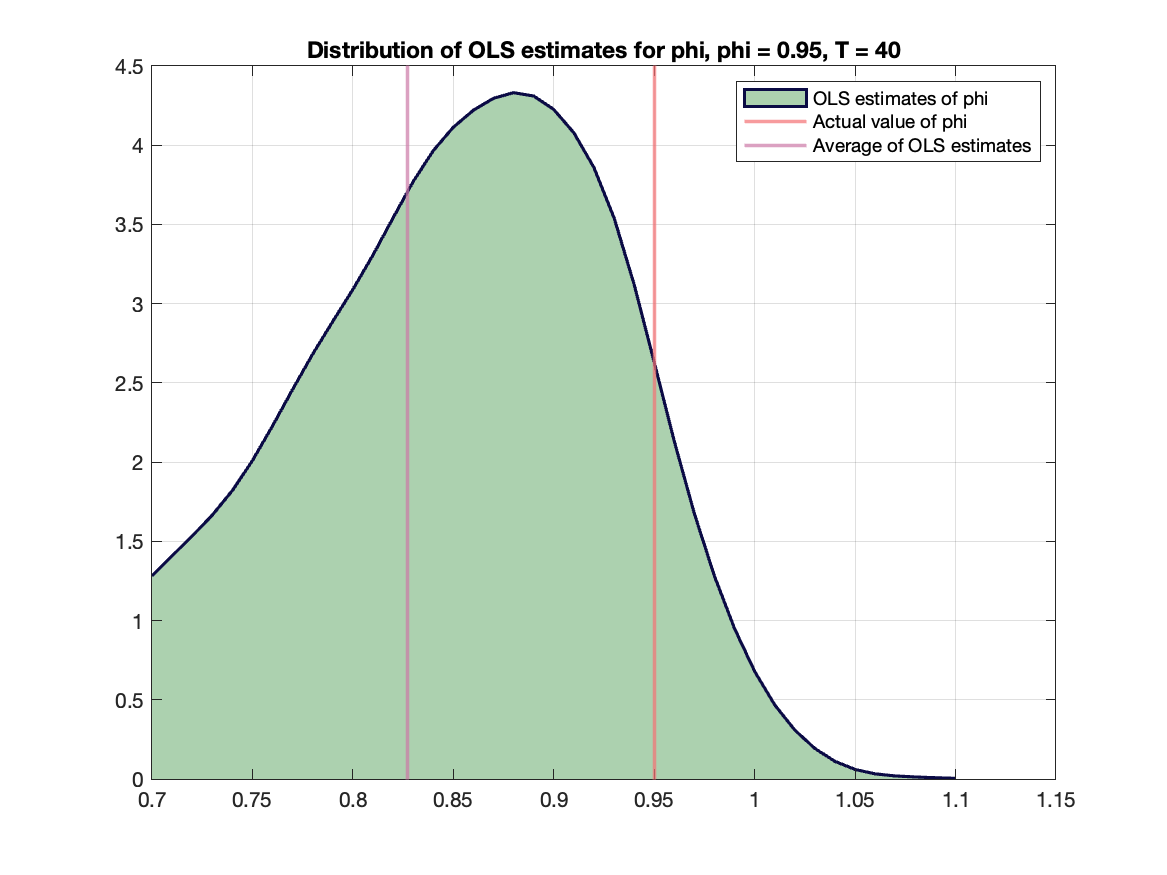 Distribution of OLS estimates for phi, phi = 0.95, T = 40
OLS estimates of phi
Actual value of phi
Average of OLS estimates
4.5
4
3.5
3
2.5
2
1.5
1
0.5
0
0.7 0.75 0.8 0.85 0.9 0.95 1 1.05 1.1 1.15